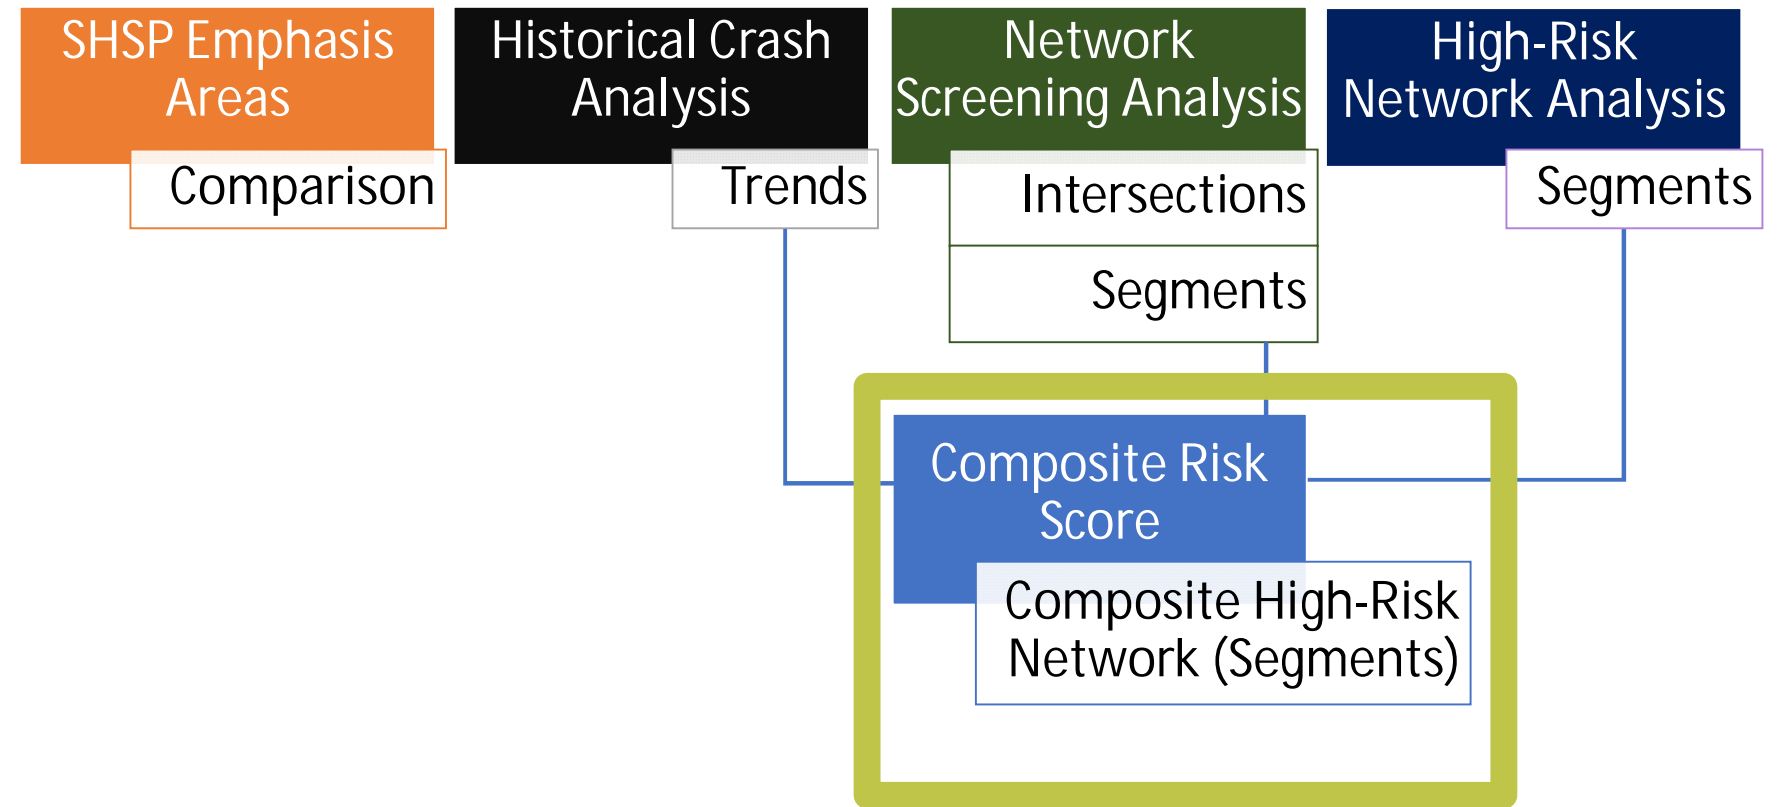 SHSP Emphasis
Areas
Comparison
Historical Crash
Analysis
Trends
Network
Screening Analysis
Intersections
Segments
High-Risk
Network Analysis
Segments
Composite Risk
Score
Composite High-Risk
Network (Segments)